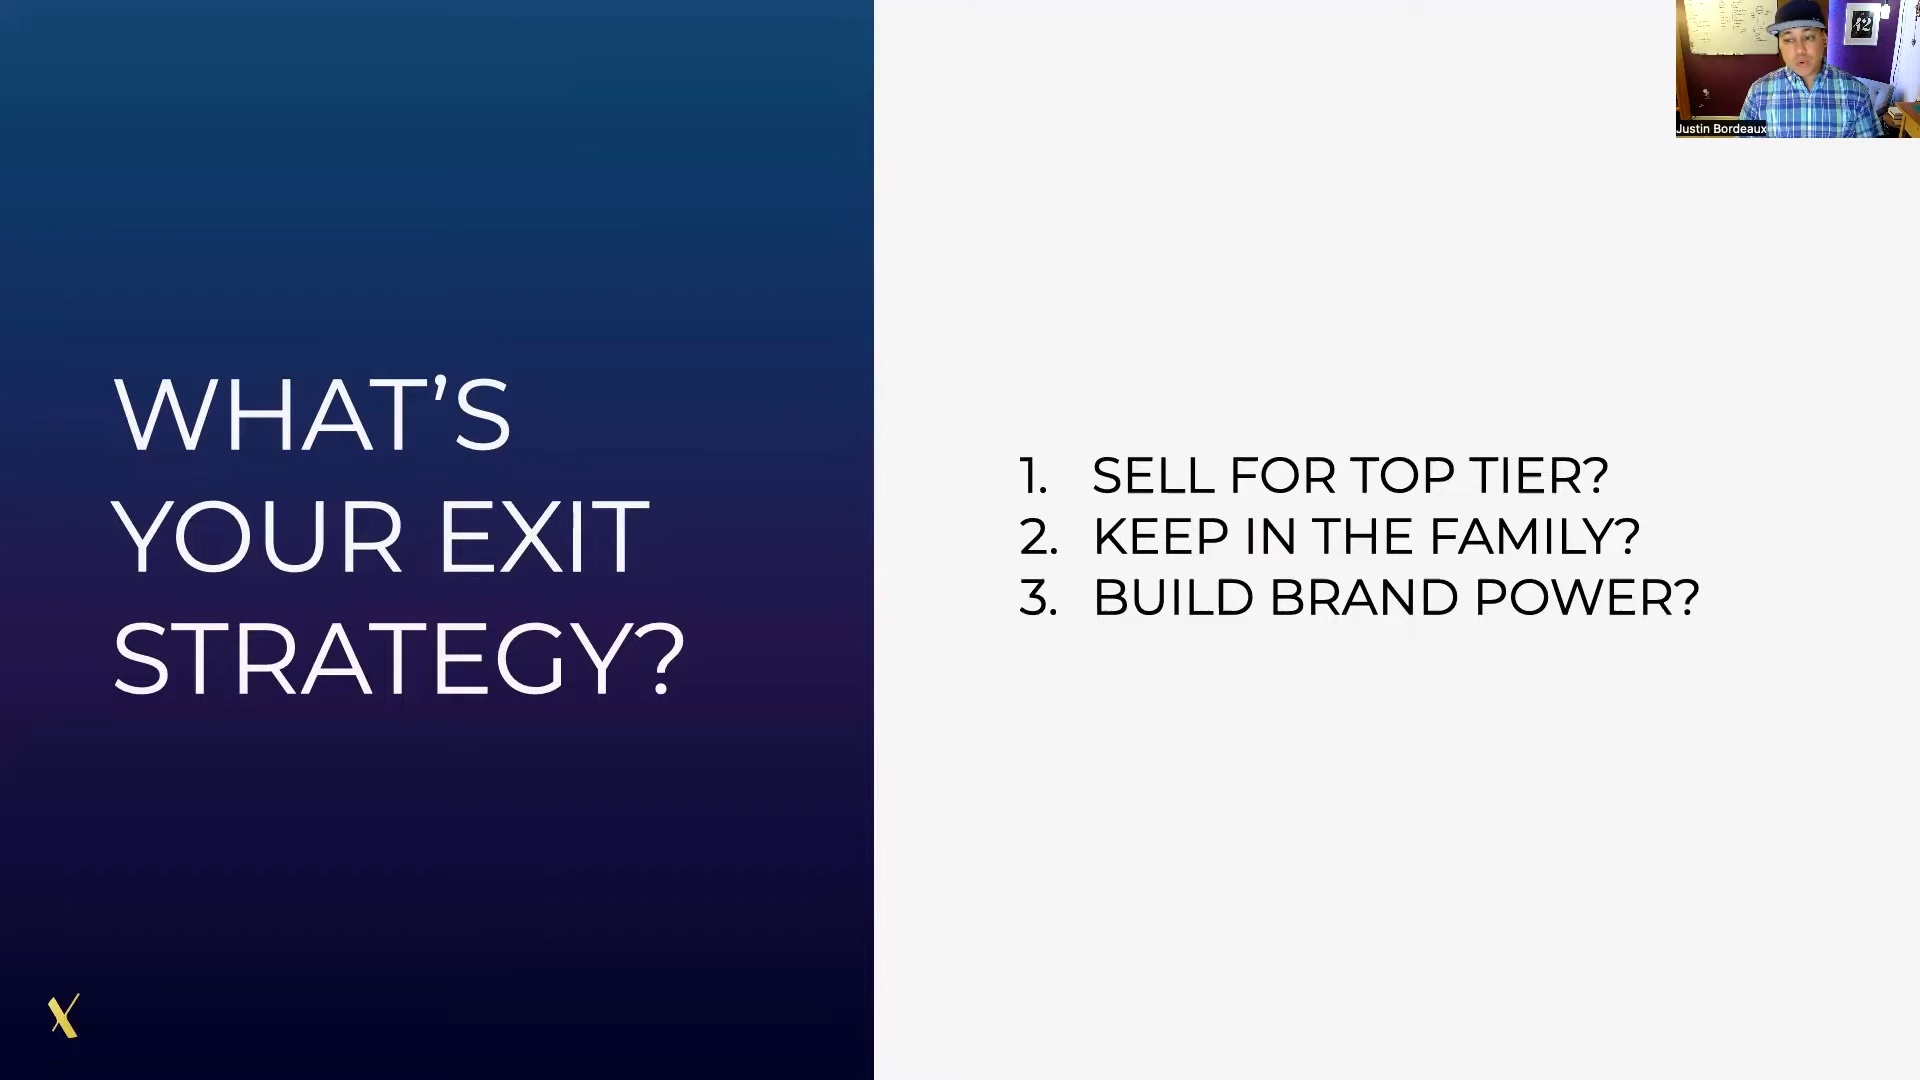 WHAT'S
YOUR EXIT
STRATEGY?
1. SELL FOR TOP TIER?
2. KEEP IN THE FAMILY?
3. BUILD BRAND POWER?
X
42
Justin Bordeaux